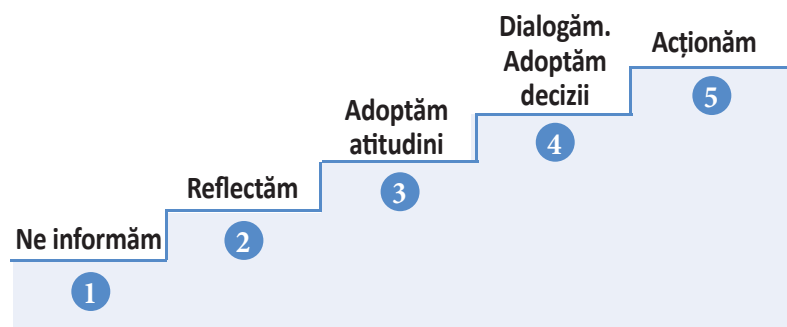 Ne informăm
1
Reflectăm
2
Adoptăm
atitudini
3
Dialogăm.
Adoptăm
decizii
4
Acționăm
5